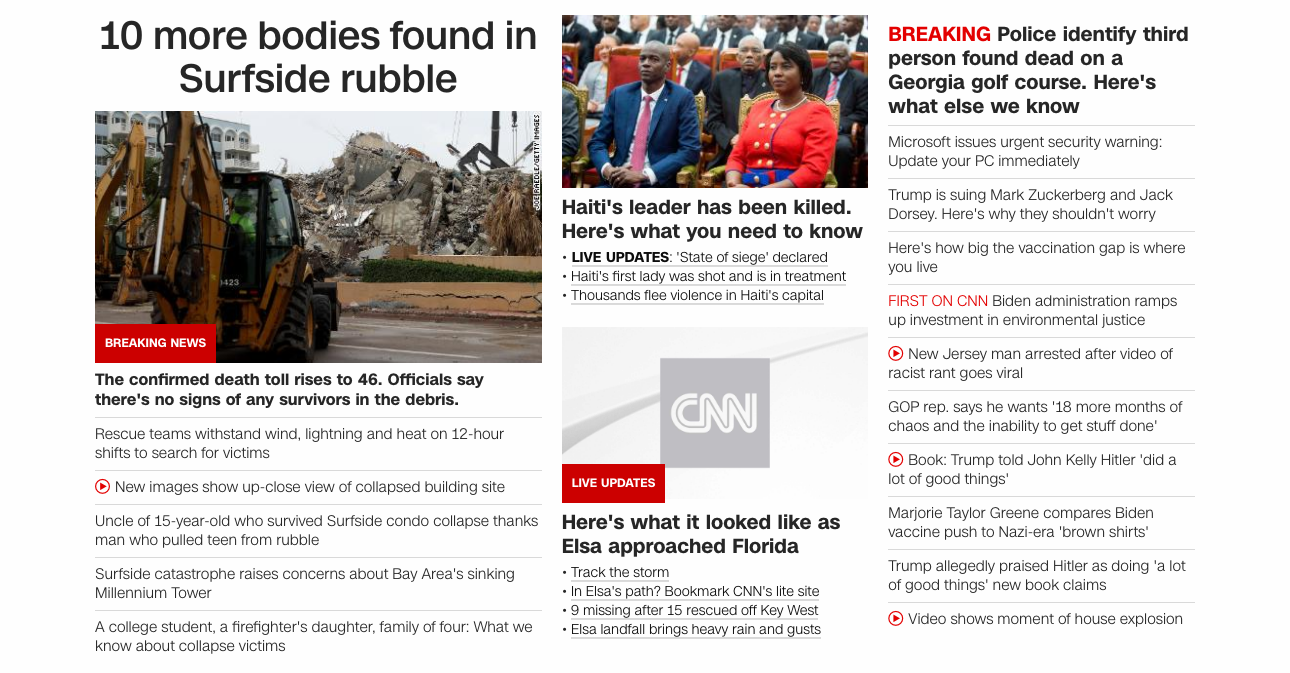 10 more bodies found in
Surfside rubble
JOE RAEDLE/GETTY IMAGES
0423
BREAKING NEWS
The confirmed death toll rises to 46. Officials say
there's no signs of any survivors in the debris.
Rescue teams withstand wind, lightning and heat on 12-hour
shifts to search for victims
New images show up-close view of collapsed building site
Uncle of 15-year-old who survived Surfside condo collapse thanks
man who pulled teen from rubble
Surfside catastrophe raises concerns about Bay Area's sinking
Millennium Tower
A college student, a firefighter's daughter, family of four: What we
know about collapse victims
Haiti's leader has been killed.
Here's what you need to know
• LIVE UPDATES: 'State of siege' declared
• Haiti's first lady was shot and is in treatment
• Thousands flee violence in Haiti's capital
CNN
LIVE UPDATES
Here's what it looked like as
Elsa approached Florida
• Track the storm
• In Elsa's path? Bookmark CNN's lite site
• 9 missing after 15 rescued off Key West
• Elsa landfall brings heavy rain and gusts
BREAKING Police identify third
person found dead on a
Georgia golf course. Here's
what else we know
Microsoft issues urgent security warning:
Update your PC immediately
Trump is suing Mark Zuckerberg and Jack
Dorsey. Here's why they shouldn't worry
Here's how big the vaccination gap is where
you live
FIRST ON CNN Biden administration ramps
up investment in environmental justice
New Jersey man arrested after video of
racist rant goes viral
GOP rep. says he wants '18 more months of
chaos and the inability to get stuff done'
Book: Trump told John Kelly Hitler 'did a
lot of good things'
Marjorie Taylor Greene compares Biden
vaccine push to Nazi-era 'brown shirts'
Trump allegedly praised Hitler as doing 'a lot
of good things' new book claims
Video shows moment of house explosion